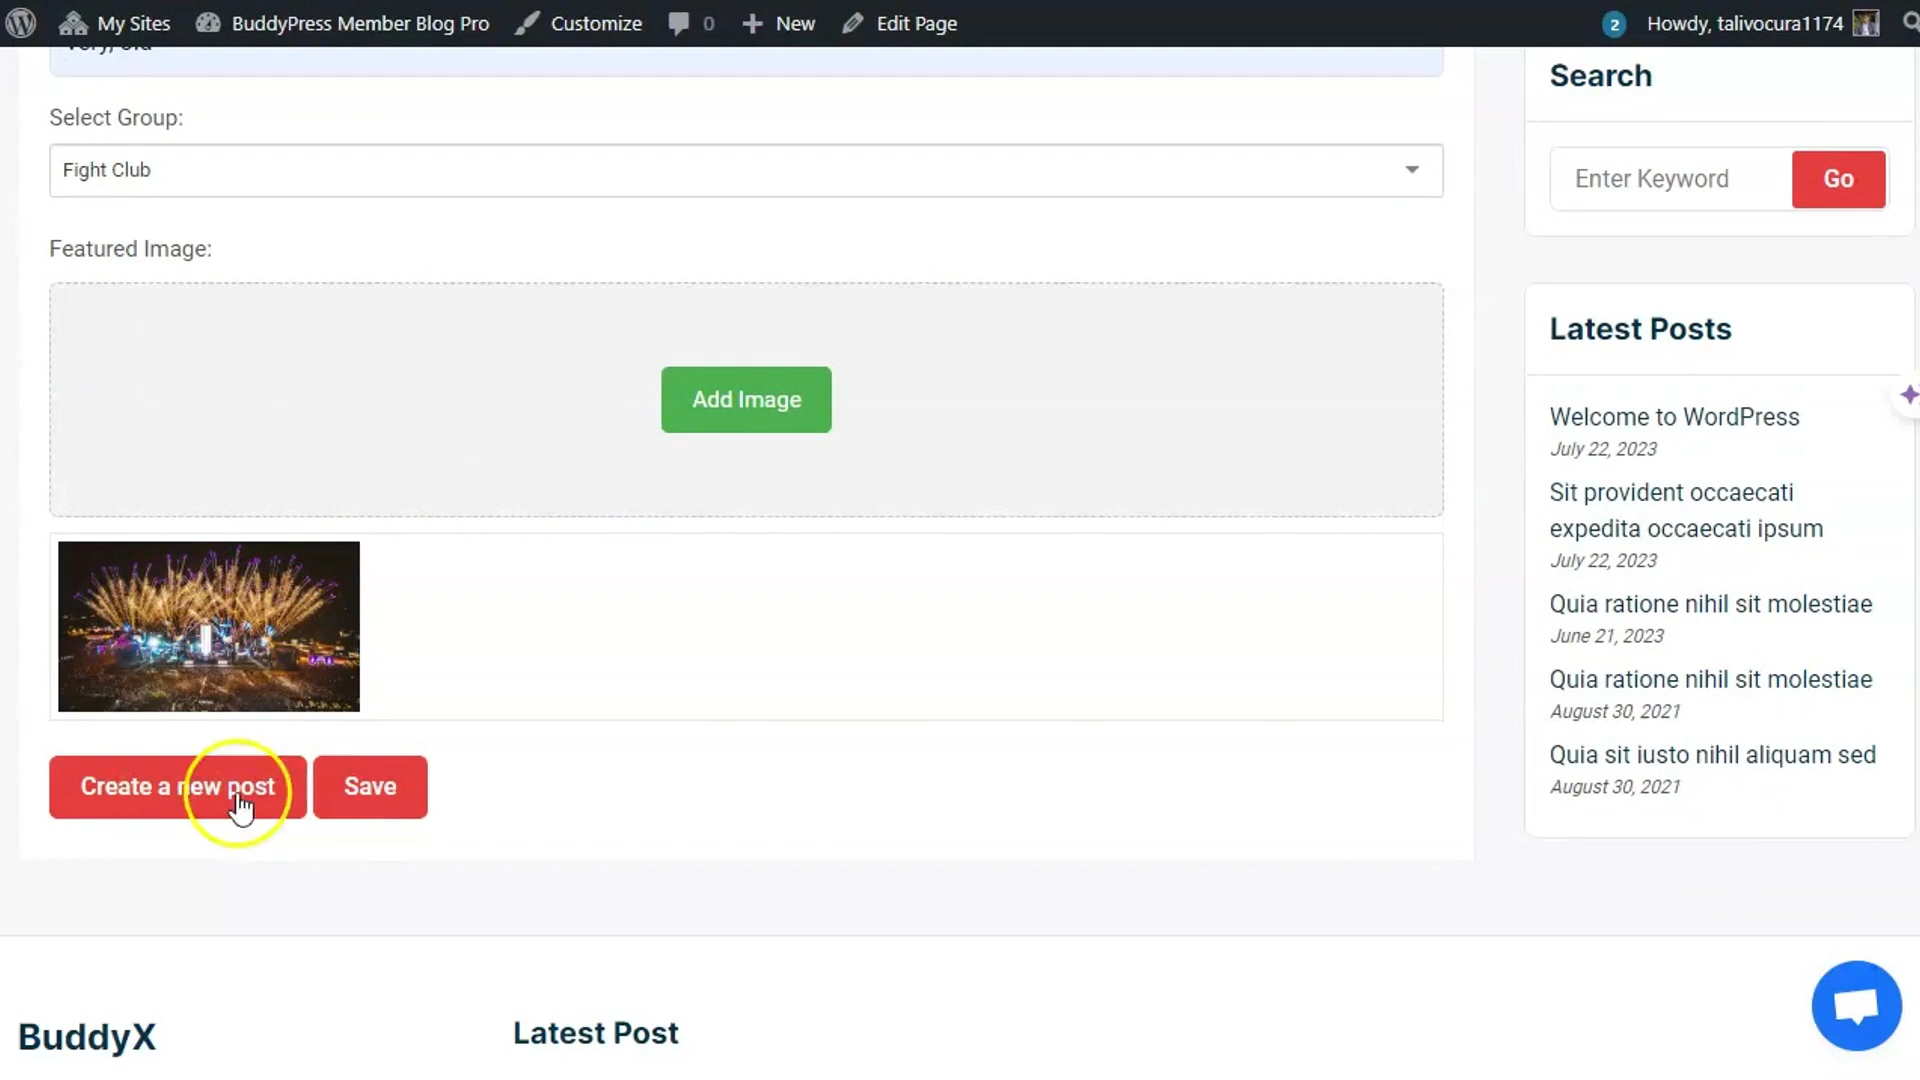 My Sites BuddyPress Member Blog Pro Customize 0 New Edit Page 2 Howdy, talivocura1174
Select Group:
Fight Club
Featured Image:
Add Image
Create a new post Save
Search
Enter Keyword Go
Latest Posts
Welcome to WordPress
July 22, 2023
Sit provident occaecati
expedita occaecati ipsum
July 22, 2023
Quia ratione nihil sit molestiae
June 21, 2023
Quia ratione nihil sit molestiae
August 30, 2021
Quia sit iusto nihil aliquam sed
August 30, 2021
BuddyX
Latest Post